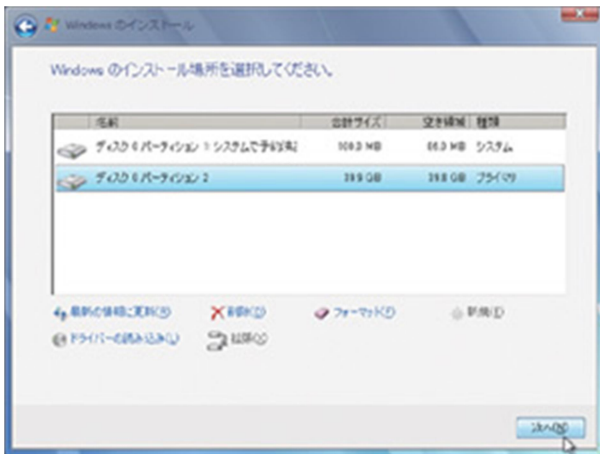 Windows のインストール
Windows のインストール場所を選択してください。
名前 合計サイズ 空き領域 種類
ディスク 0 パーティション 1: システムで予約済み 100.0 MB システム
ディスク 0 パーティション 2 39.9 GB 39.8 GB プライマリ
最新の情報に更新(R) 削除(D) フォーマット(F) 新規(E)
ドライバーの読み込み(L) 拡張(X)
次へ(N)